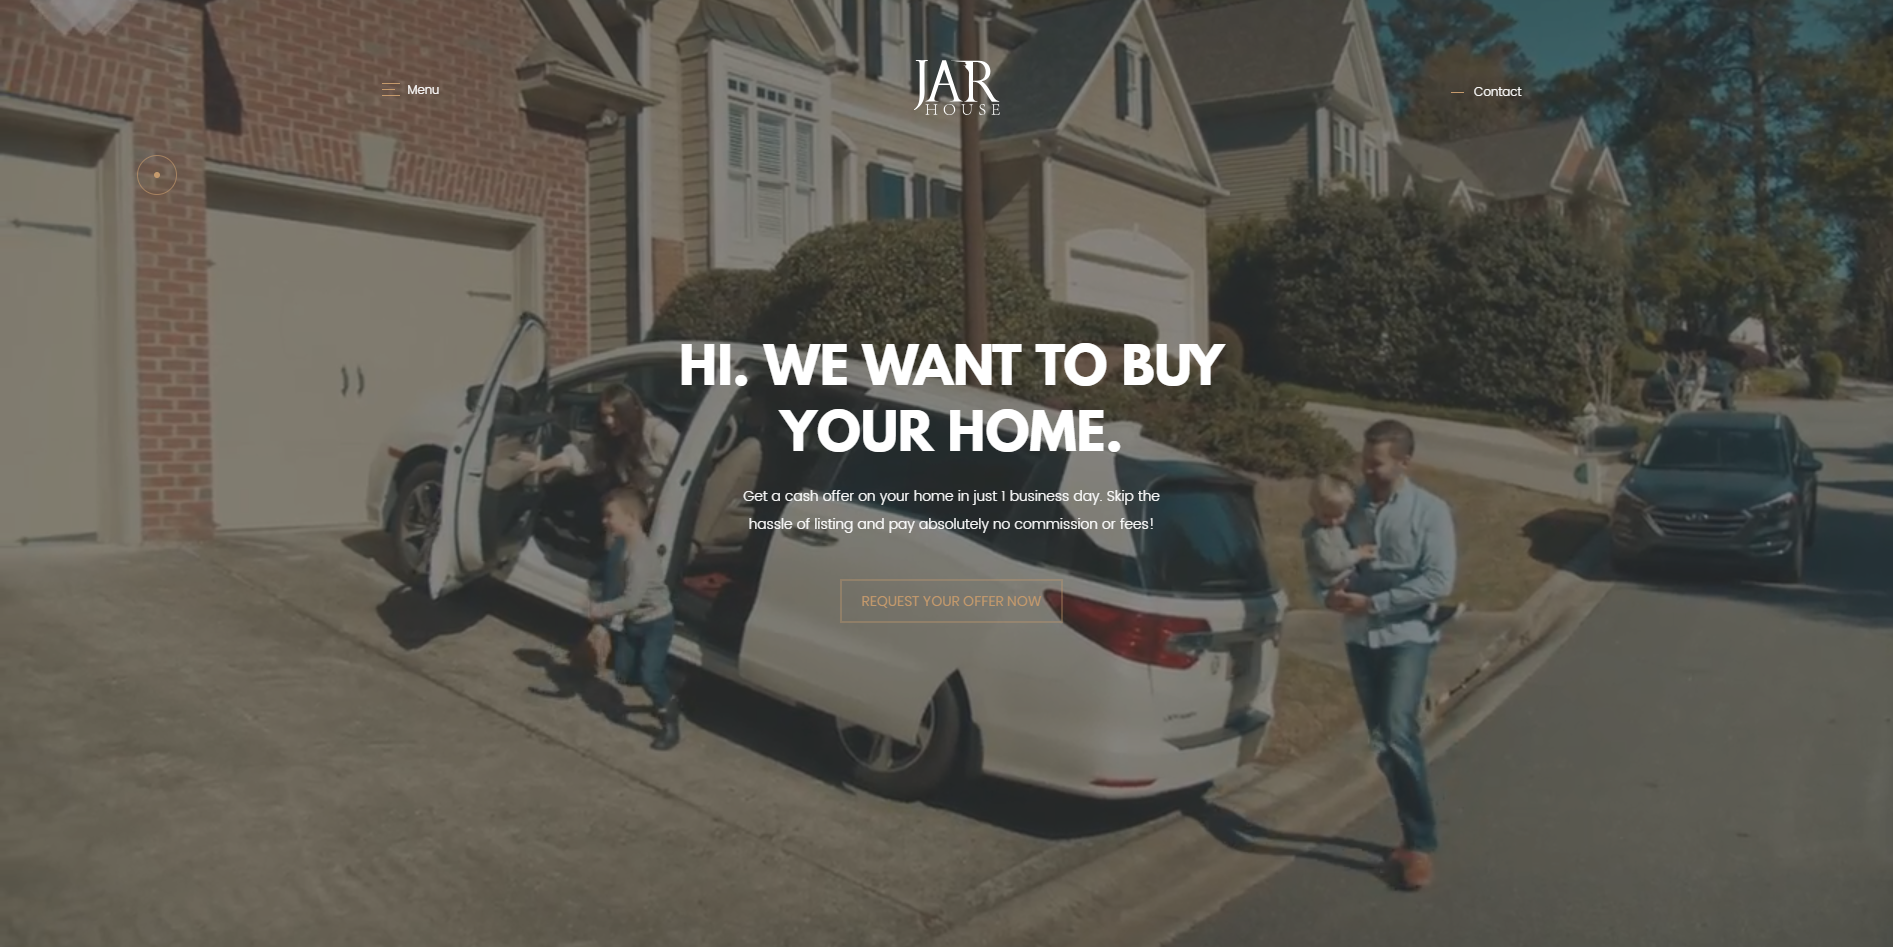 Menu
JAR
HOUSE
Contact
HI. WE WANT TO BUY
YOUR HOME.
Get a cash offer on your home in just 1 business day. Skip the
hassle of listing and pay absolutely no commission or fees!
REQUEST YOUR OFFER NOW